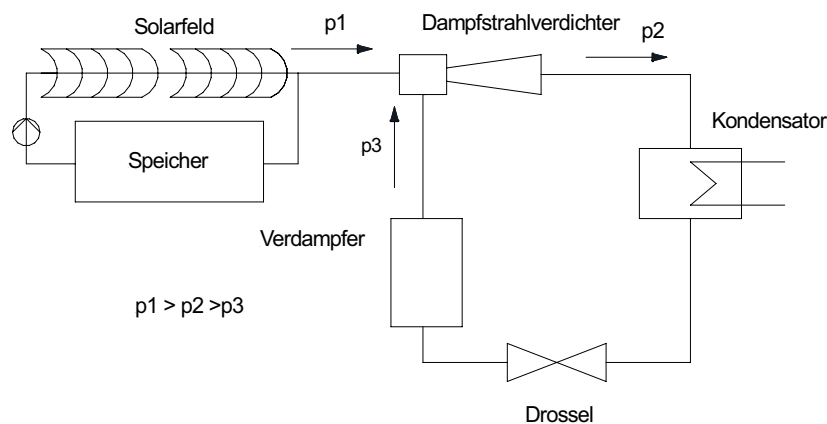 Solarfeld
p1
Dampfstrahlverdichter
p2
Kondensator
Speicher
p3
Verdampfer
p1 > p2 >p3
Drossel